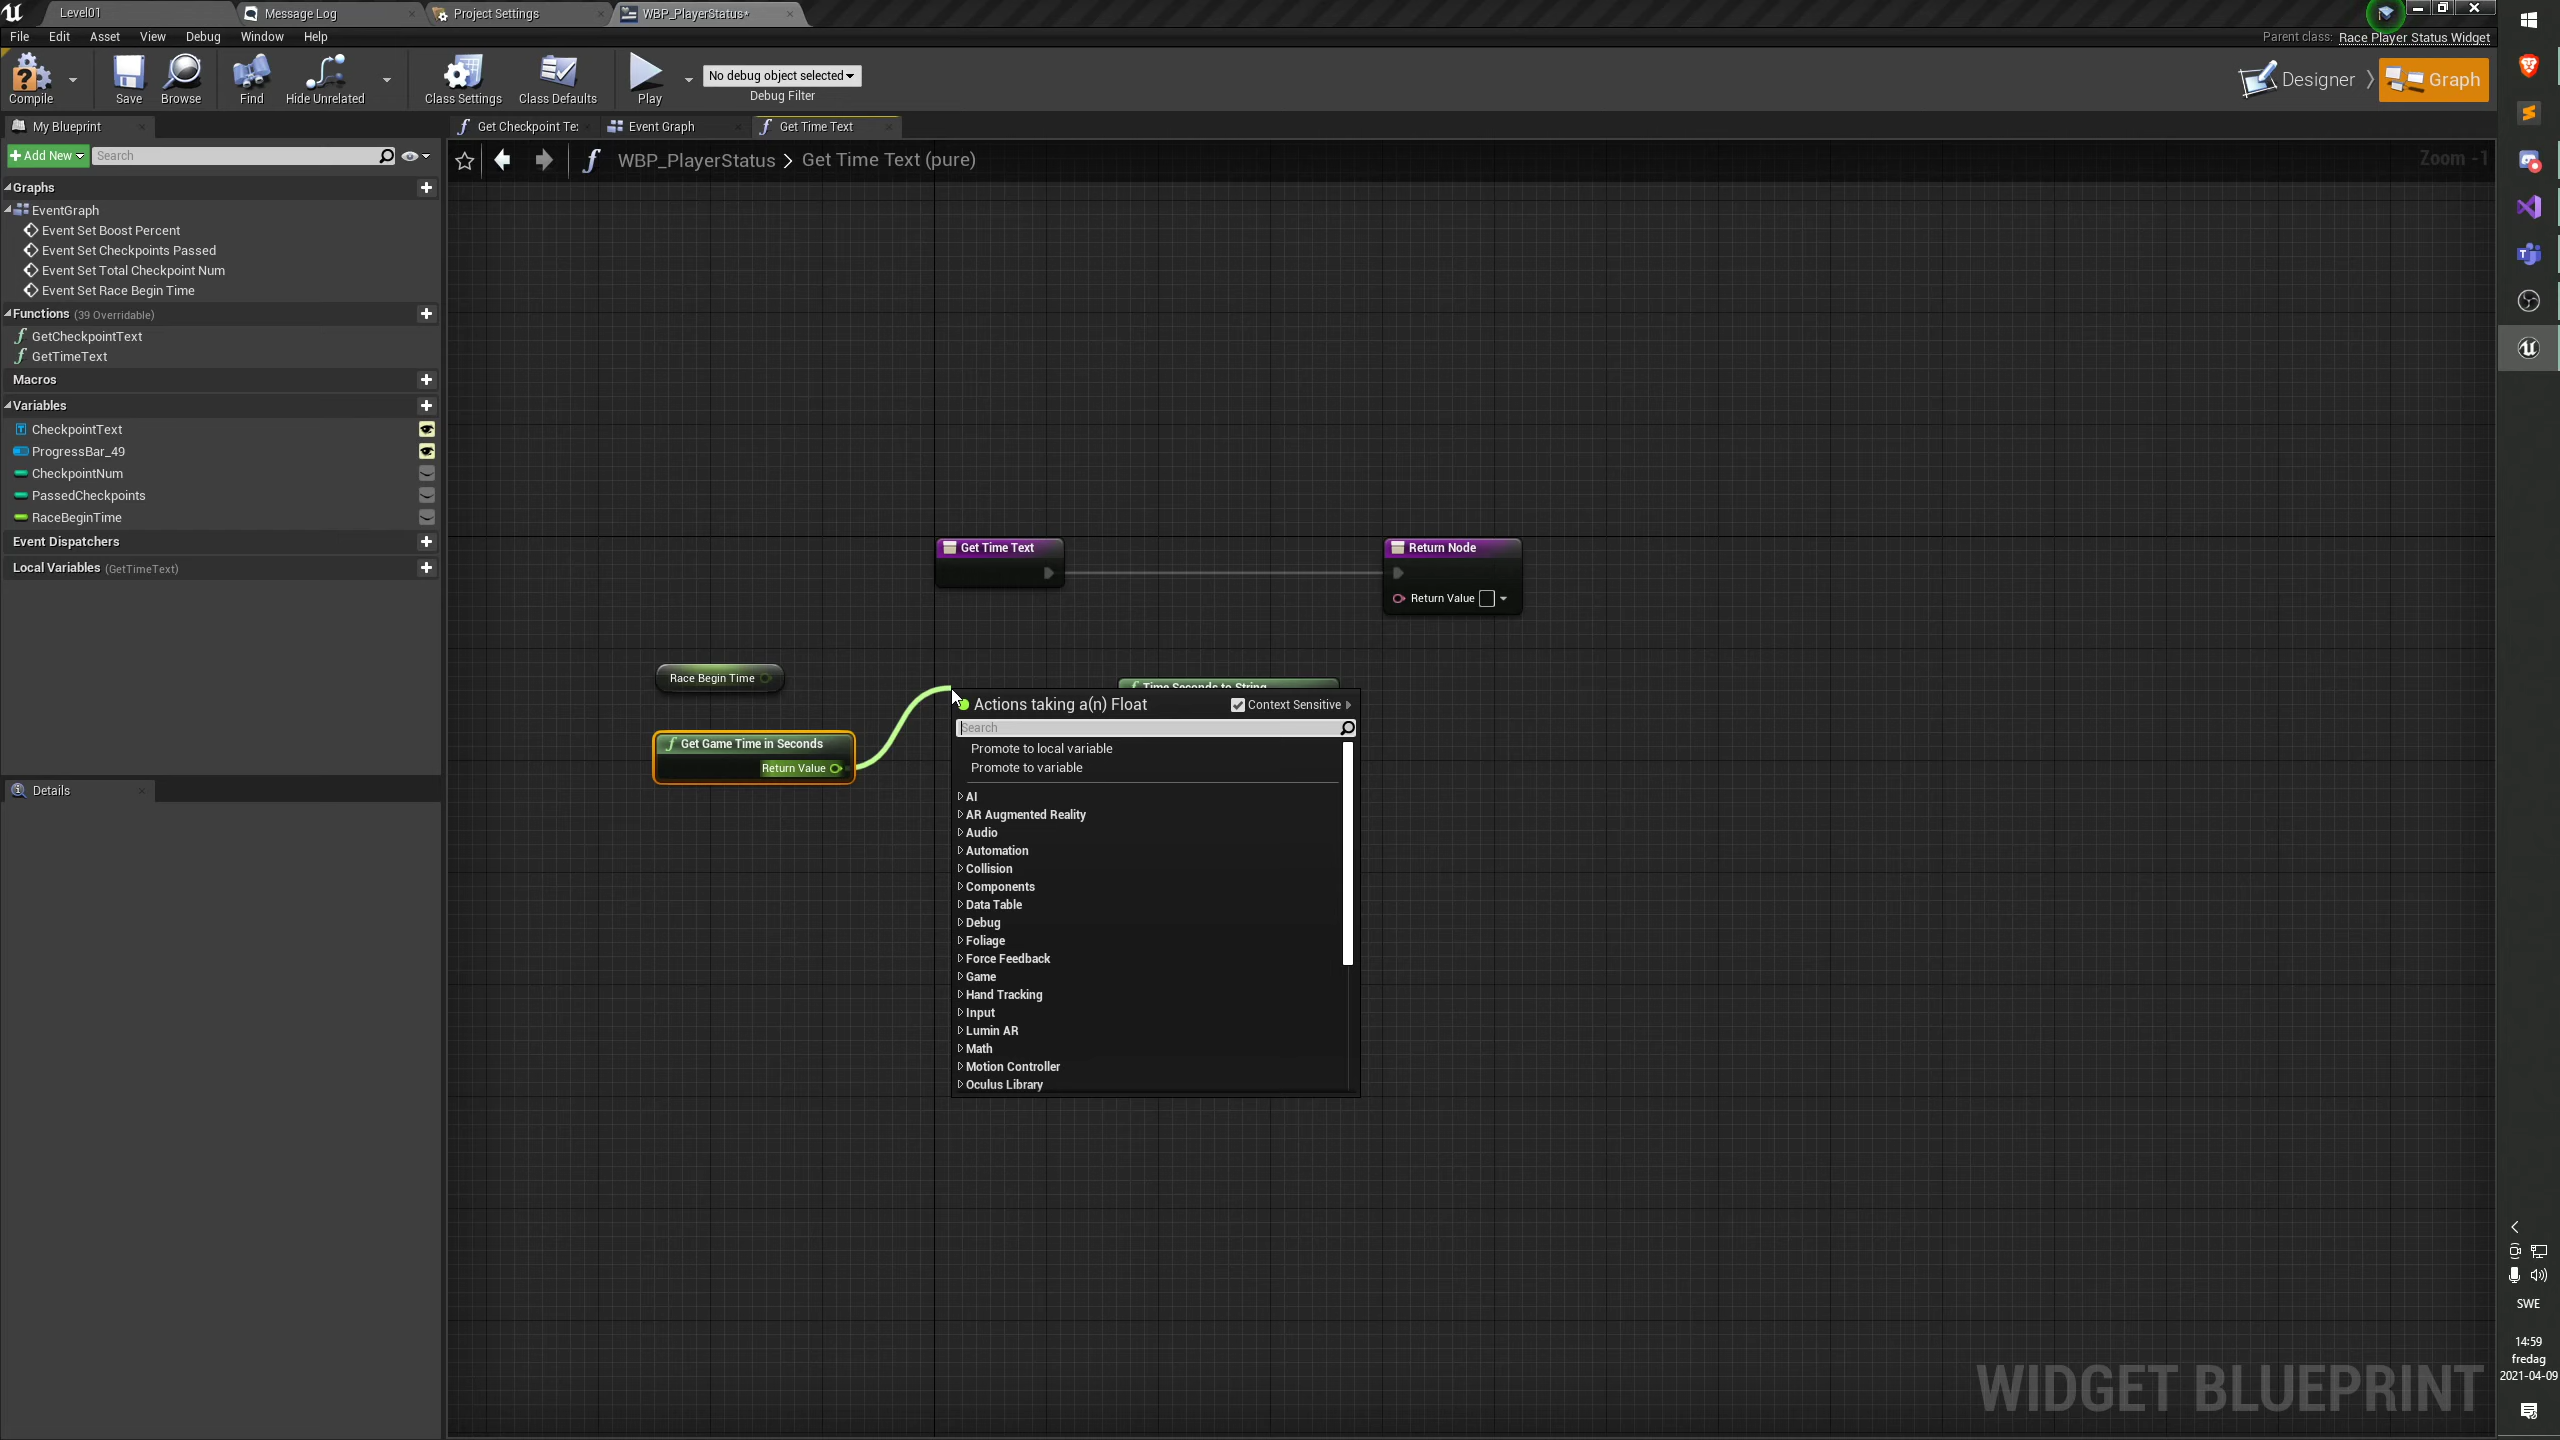 Level01
Message Log
Project Settings
WBP_PlayerStatus*
File Edit Asset View Debug Window Help
Parent class: Race Player Status Widget
Compile
Save
Browse
Find
Hide Unrelated
Class Settings
Class Defaults
Play
No debug object selected
Debug Filter
Designer
Graph
My Blueprint
Get Checkpoint Te:
Event Graph
Get Time Text
Add New
Search
WBP_PlayerStatus > Get Time Text (pure)
Zoom -1
Graphs
EventGraph
Event Set Boost Percent
Event Set Checkpoints Passed
Event Set Total Checkpoint Num
Event Set Race Begin Time
Functions (39 Overridable)
GetCheckpointText
GetTimeText
Macros
Variables
CheckpointText
ProgressBar_49
CheckpointNum
PassedCheckpoints
RaceBeginTime
Event Dispatchers
Local Variables (GetTimeText)
Details
Get Time Text
Return Node
Return Value
Race Begin Time
Time Seconds to String
Get Game Time in Seconds
Return Value
Actions taking a(n) Float
Context Sensitive
Search
Promote to local variable
Promote to variable
AI
AR Augmented Reality
Audio
Automation
Collision
Components
Data Table
Debug
Foliage
Force Feedback
Game
Hand Tracking
Input
Lumin AR
Math
Motion Controller
Oculus Library
WIDGET BLUEPRINT
SWE
14:59
fredag
2021-04-09